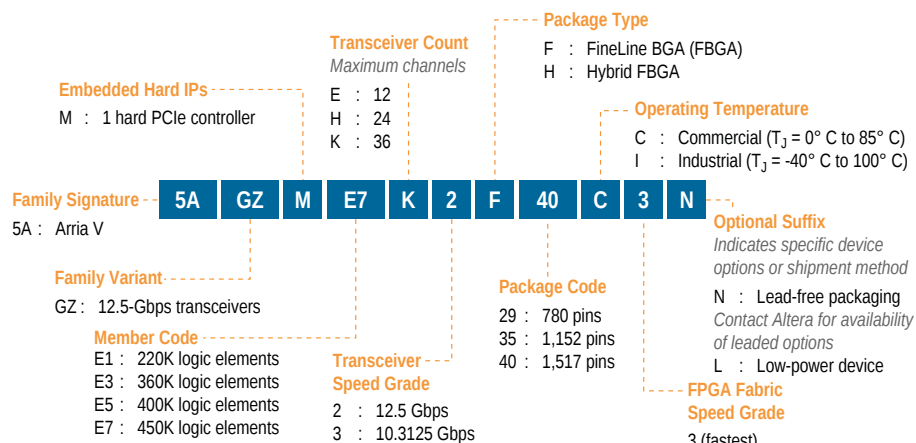 Package Type
F : FineLine BGA (FBGA)
H : Hybrid FBGA
Transceiver Count
Maximum channels
E : 12
H : 24
K : 36
Embedded Hard IPs
M : 1 hard PCIe controller
Operating Temperature
C : Commercial (TJ = 0° C to 85° C)
I : Industrial (TJ = -40° C to 100° C)
Family Signature
5A : Arria V
5A GZ M E7 K 2 F 40 C 3 N
Optional Suffix
Indicates specific device
options or shipment method
N : Lead-free packaging
Contact Altera for availability
of leaded options
L : Low-power device
Family Variant
GZ : 12.5-Gbps transceivers
Member Code
E1 : 220K logic elements
E3 : 360K logic elements
E5 : 400K logic elements
E7 : 450K logic elements
Transceiver
Speed Grade
2 : 12.5 Gbps
3 : 10.3125 Gbps
Package Code
29 : 780 pins
35 : 1,152 pins
40 : 1,517 pins
FPGA Fabric
Speed Grade
3 (fastest)